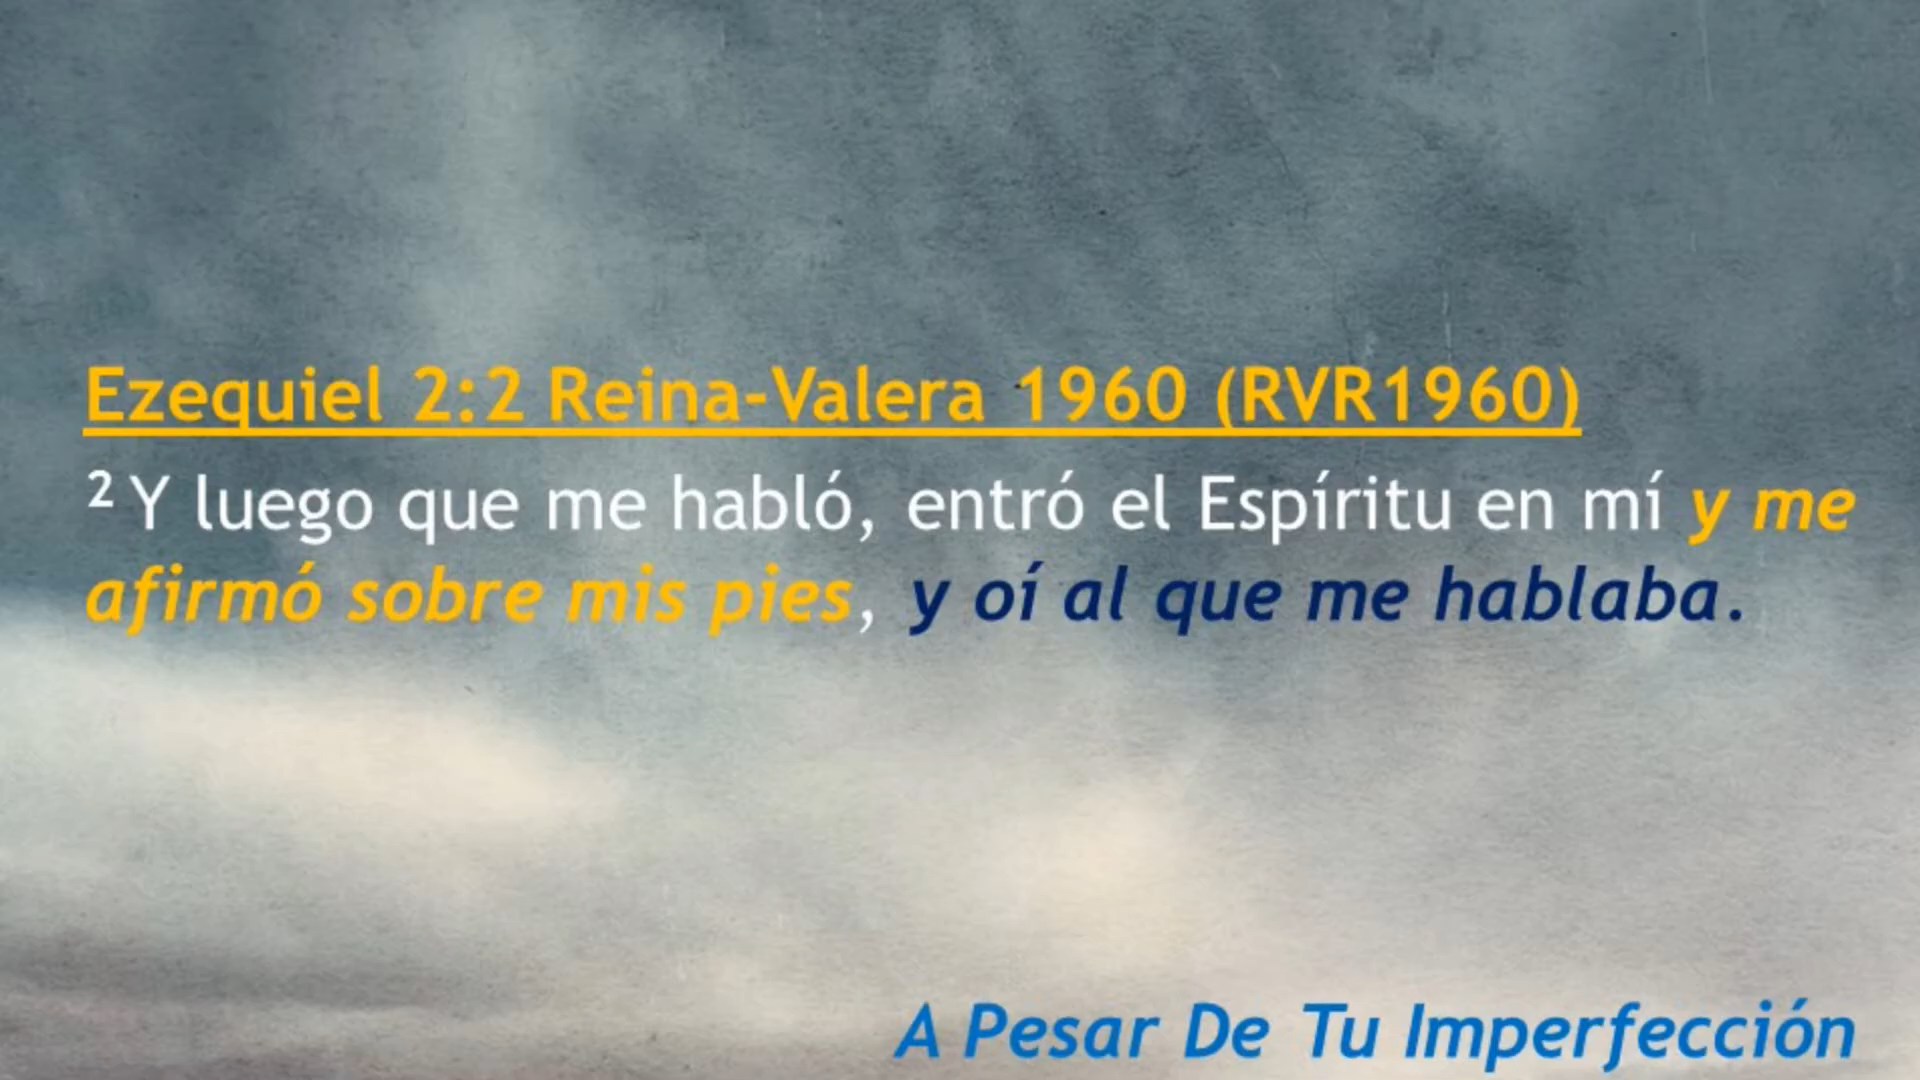 Ezequiel 2:2 Reina-Valera 1960 (RVR1960)
2 Y luego que me habló, entró el Espíritu en mí y me
afirmó sobre mis pies, y oí al que me hablaba.
A Pesar De Tu Imperfección